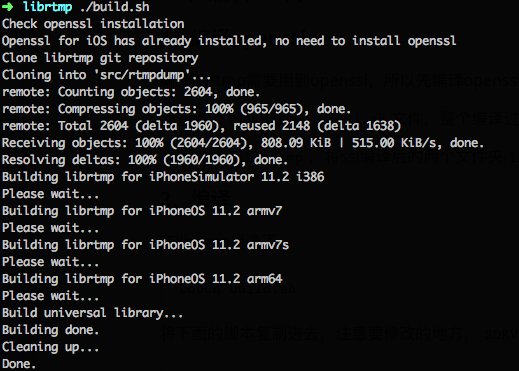 ➜ librtmp ./build.sh
Check openssl installation
Openssl for iOS has already installed, no need to install openssl
Clone librtmp git repository
Cloning into 'src/rtmpdump'...
remote: Counting objects: 2604, done.
remote: Compressing objects: 100% (965/965), done.
remote: Total 2604 (delta 1960), reused 2148 (delta 1638)
Receiving objects: 100% (2604/2604), 808.09 KiB | 515.00 KiB/s, done.
Resolving deltas: 100% (1960/1960), done.
Building librtmp for iPhoneSimulator 11.2 i386
Please wait...
Building librtmp for iPhoneOS 11.2 armv7
Please wait...
Building librtmp for iPhoneOS 11.2 armv7s
Please wait...
Building librtmp for iPhoneOS 11.2 arm64
Please wait...
Build universal library...
Building done.
Cleaning up...
Done.